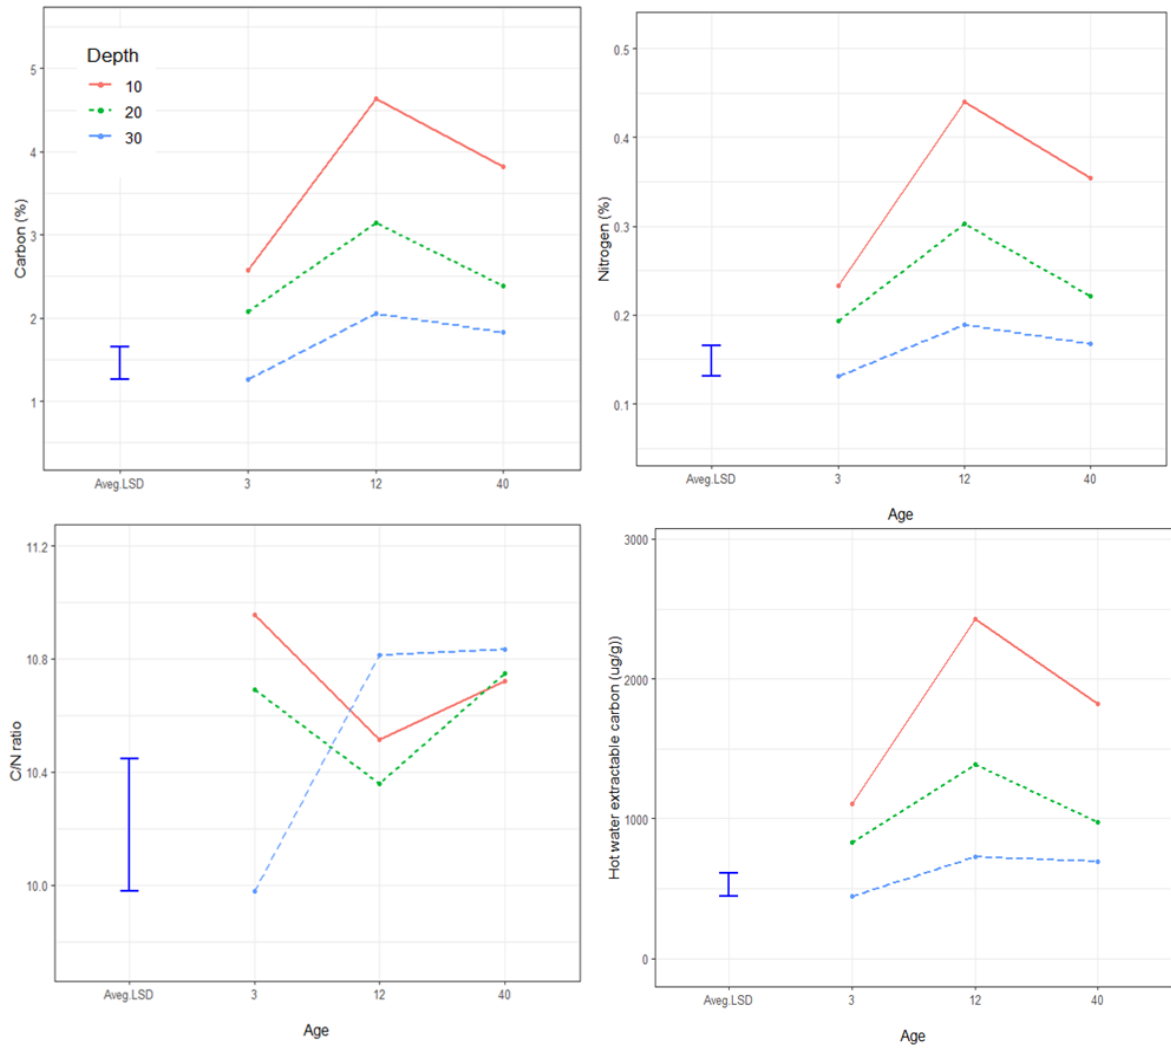 Depth
10
20
30
Carbon (%)
5
4
3
2
1
Aveg.LSD 3 12 40
Nitrogen (%)
0.5
0.4
0.3
0.2
0.1
Aveg.LSD 3 12 40
Age
C/N ratio
11.2
10.8
10.4
10.0
Aveg.LSD 3 12 40
Age
Hot water extractable carbon (ug/g))
3000
2000
1000
0
Aveg.LSD 3 12 40
Age